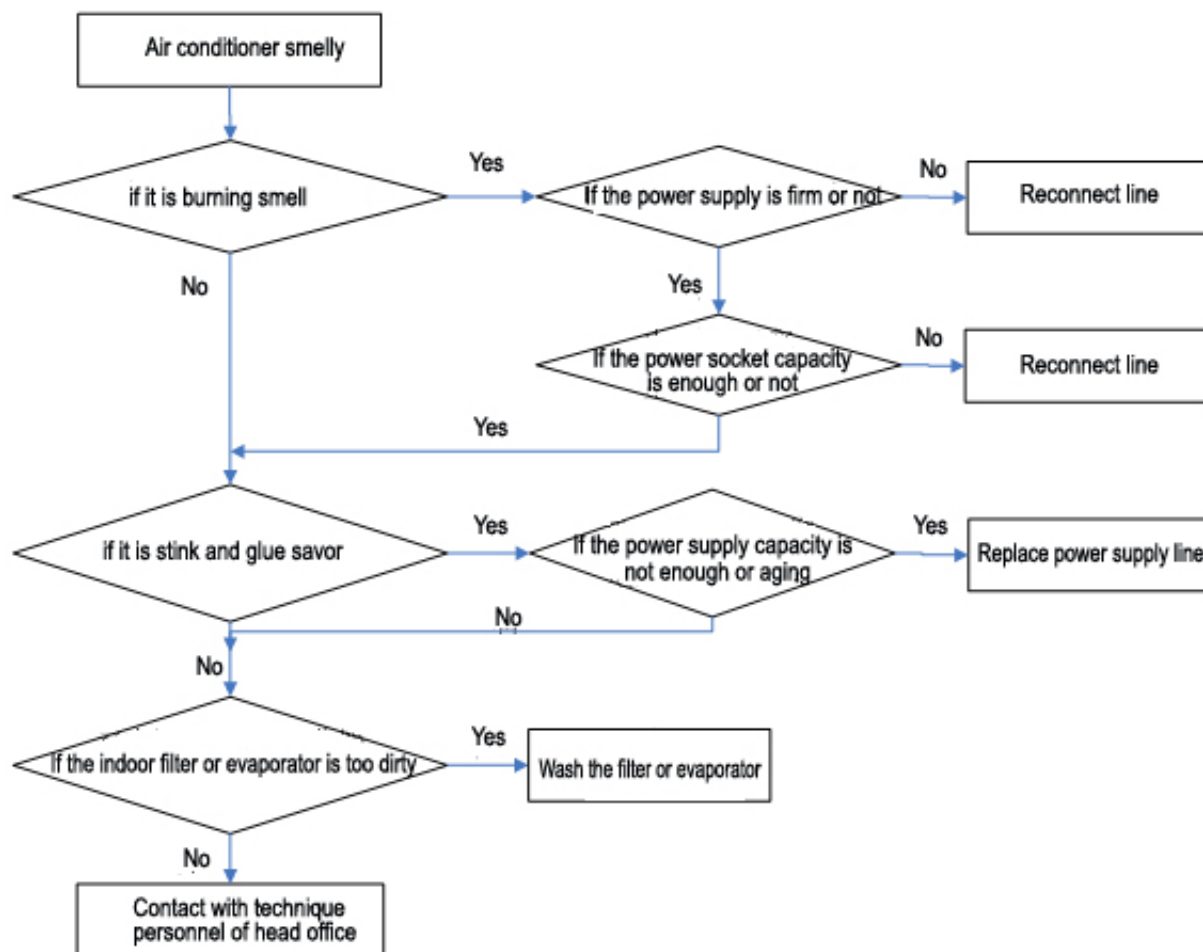 Air conditioner smelly
if it is burning smell
Yes
If the power supply is firm or not
No
Reconnect line
No
Yes
If the power socket capacity
is enough or not
No
Reconnect line
Yes
if it is stink and glue savor
Yes
If the power supply capacity is
not enough or aging
Yes
Replace power supply line
No
No
If the indoor filter or evaporator is too dirty
Yes
Wash the filter or evaporator
No
Contact with technique
personnel of head office